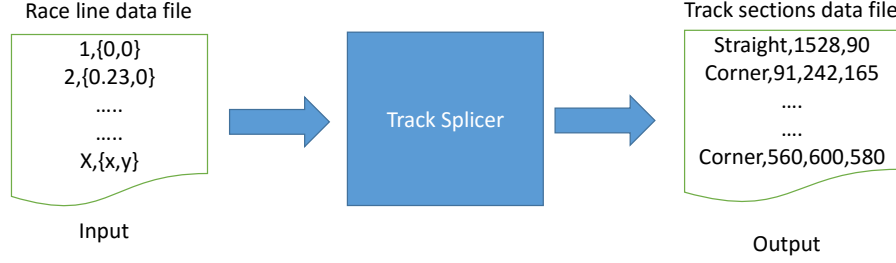 Race line data file
1,{0,0}
2,{0.23,0}
.....
.....
X,{x,y}
Input
Track Splicer
Track sections data file
Straight,1528,90
Corner,91,242,165
....
....
Corner,560,600,580
Output